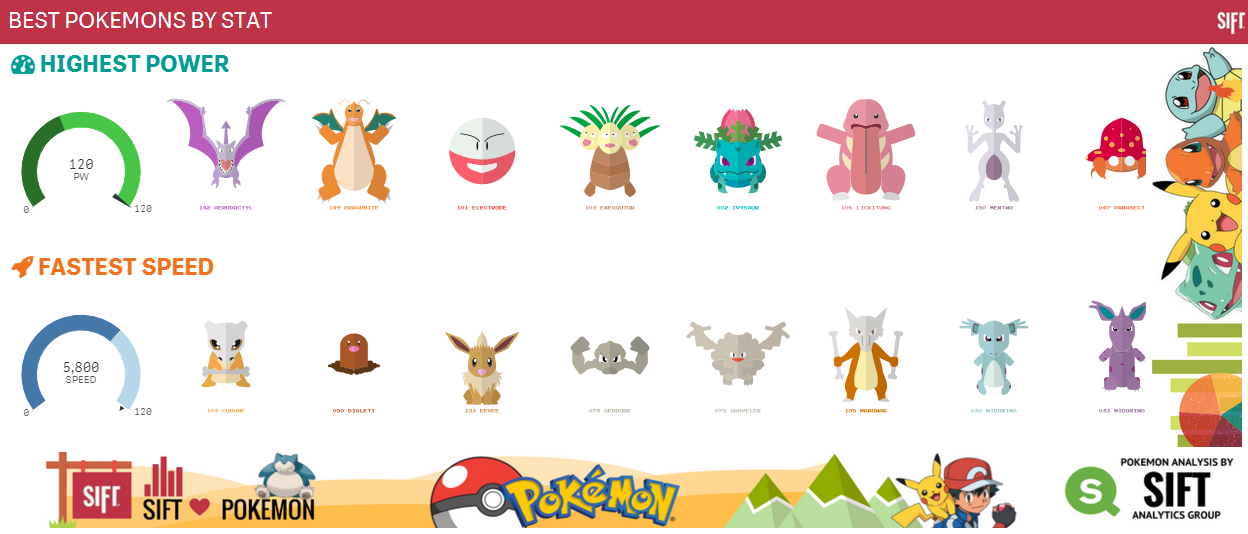 BEST POKEMONS BY STAT
SIFT
HIGHEST POWER
120
PW
0
120
142 AERODACTYL
149 DRAGONITE
101 ELECTRODE
103 EXEGGUTOR
002 IVYSAUR
108 LICKITUNG
150 MEWTWO
047 PARASECT
FASTEST SPEED
5,800
SPEED
0
120
104 CUBONE
050 DIGLETT
133 EEVEE
074 GEODUDE
075 GRAVELER
105 MAROWAK
030 NIDORINA
033 NIDORINO
SIFT
SIFT POKEMON
POKéMON
POKEMON ANALYSIS BY
S SIFT
ANALYTICS GROUP